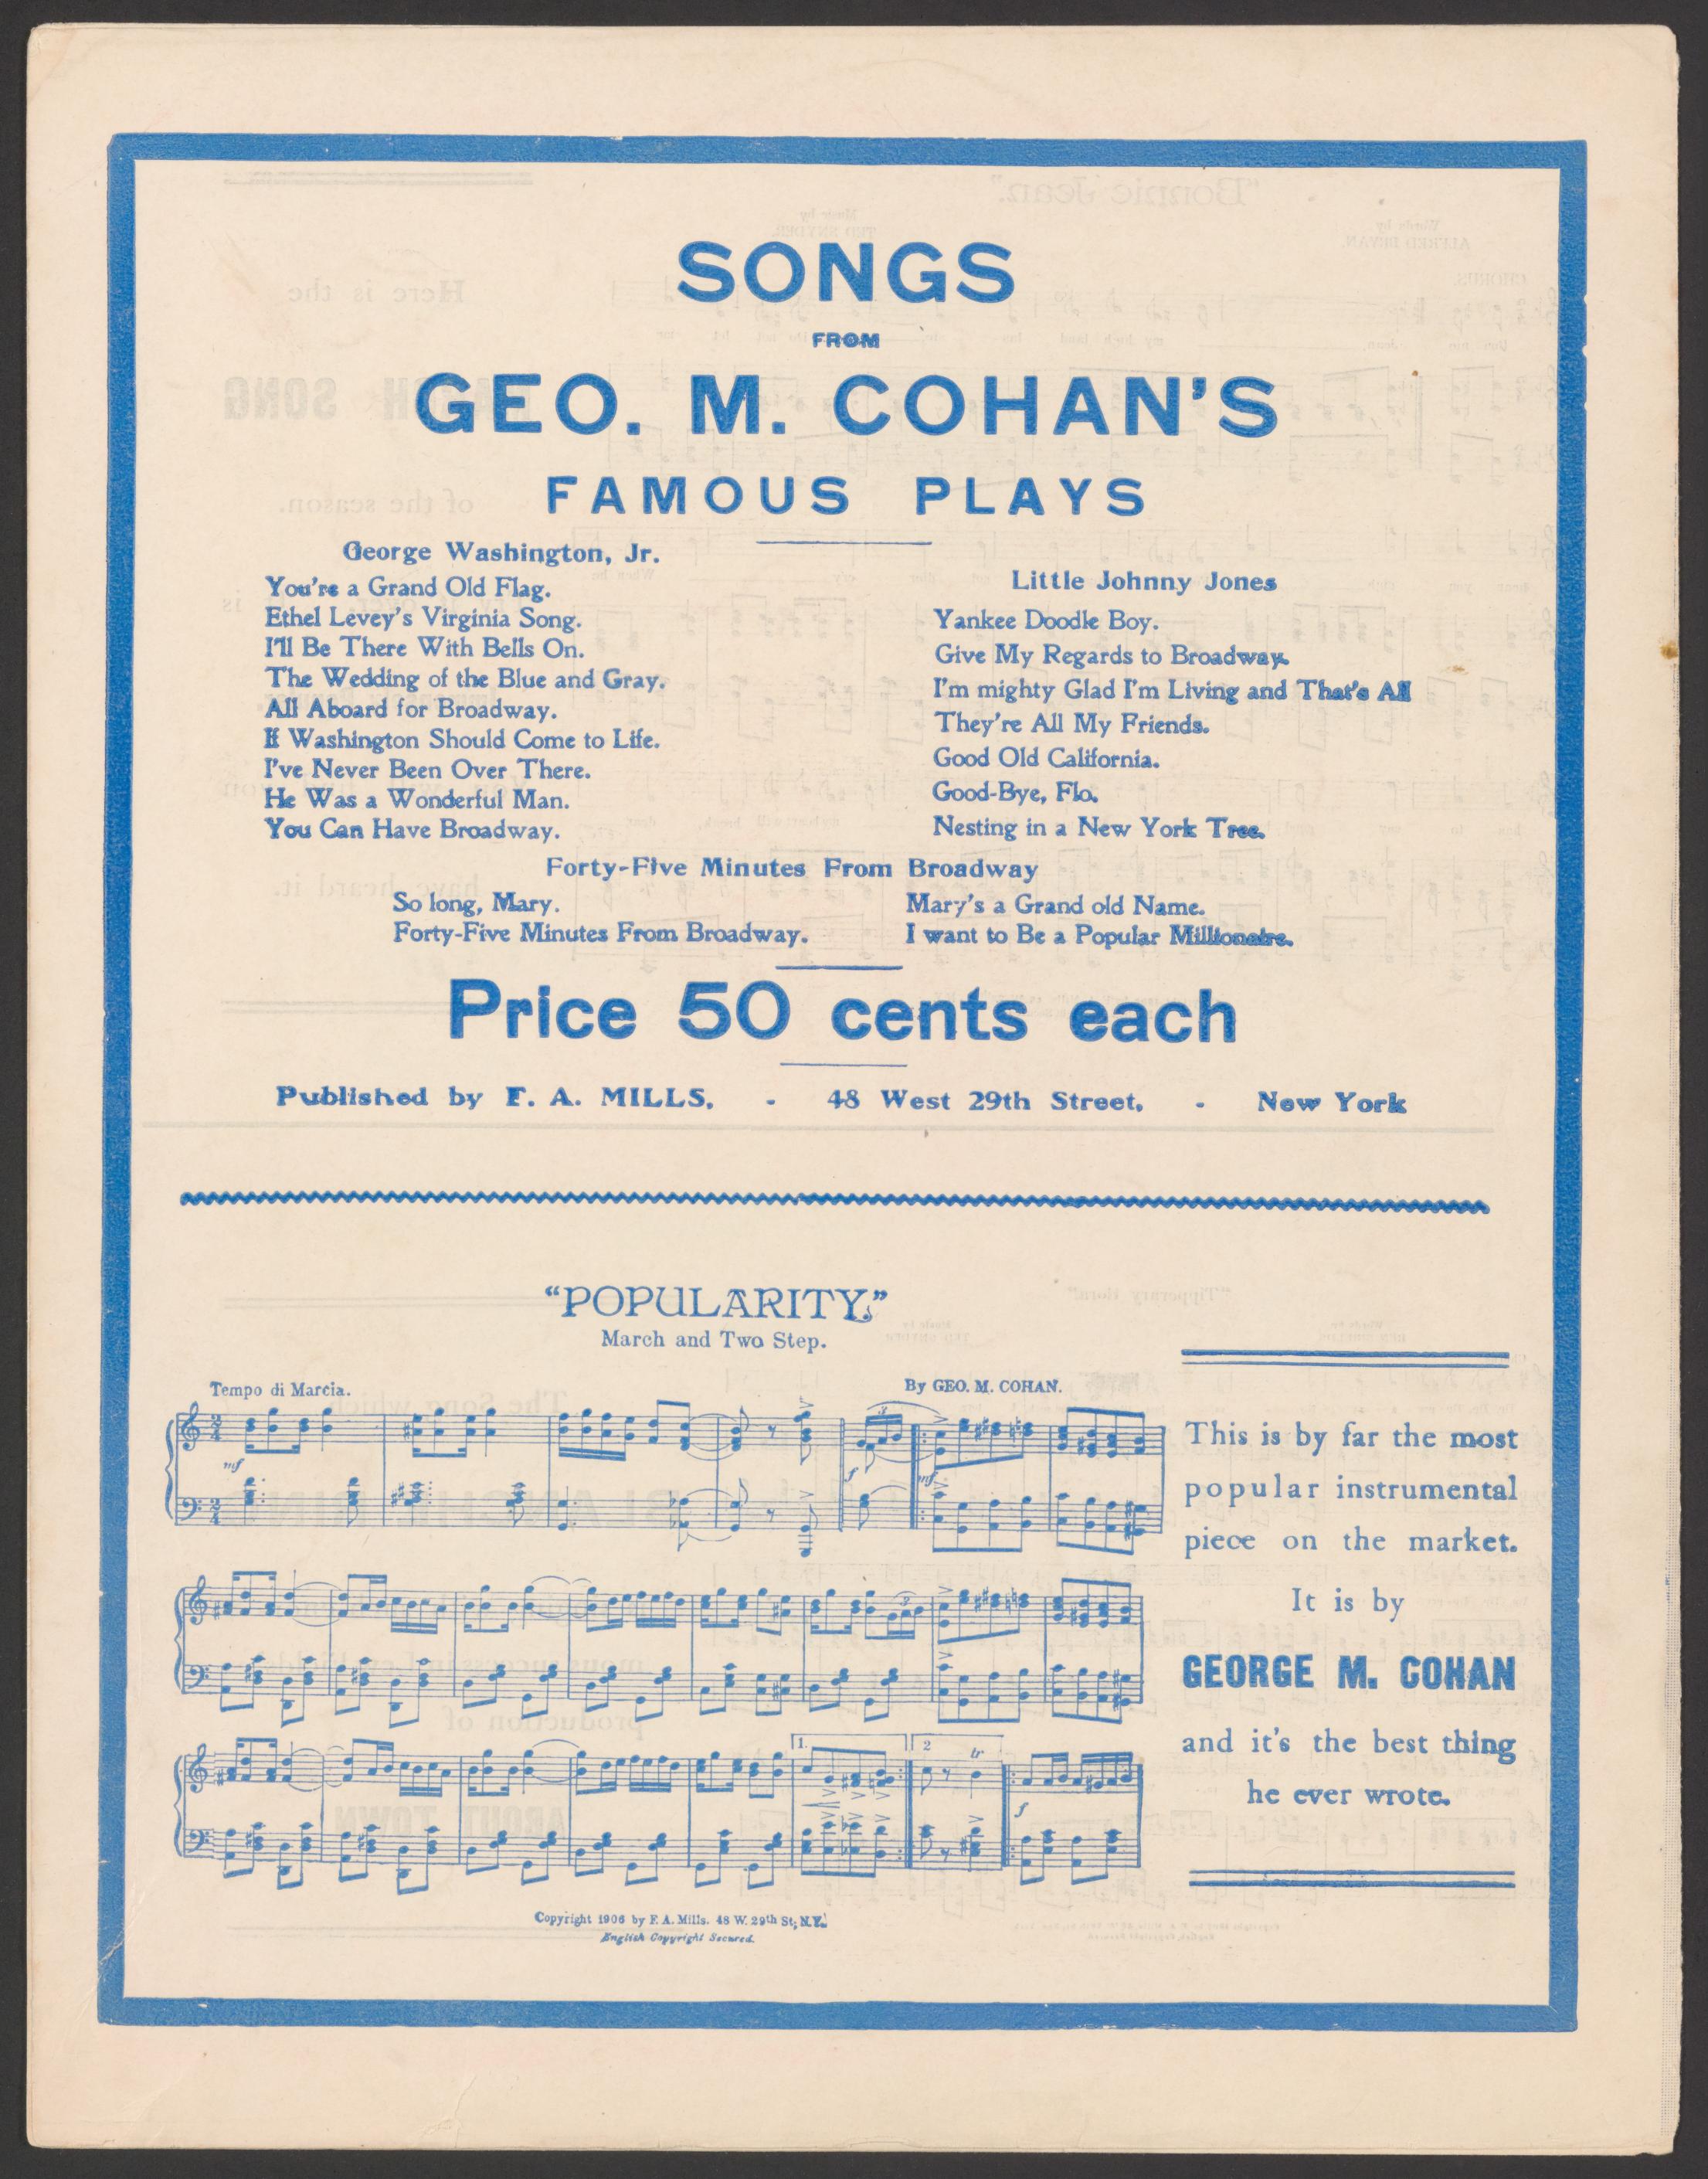 SONGS
FROM
GEO. M. COHAN'S
FAMOUS PLAYS
George Washington, Jr.
You're a Grand Old Flag.
Ethel Levey's Virginia Song.
I'll Be There With Bells On.
The Wedding of the Blue and Gray.
All Aboard for Broadway.
If Washington Should Come to Life.
I've Never Been Over There.
He Was a Wonderful Man.
You Can Have Broadway.
Little Johnny Jones
Yankee Doodle Boy.
Give My Regards to Broadway.
I'm mighty Glad I'm Living and That's All
They're All My Friends.
Good Old California.
Good-Bye, Flo.
Nesting in a New York Tree.
Forty-Five Minutes From Broadway
So long, Mary.
Forty-Five Minutes From Broadway.
Mary's a Grand old Name.
I want to Be a Popular Millionaire.
Price 50 cents each
Published by F. A. MILLS, - 48 West 29th Street, - New York
"POPULARITY."
March and Two Step.
Tempo di Marcia.
By GEO. M. COHAN.
mf
f
mf
3
3
1.
2
tr
f
Copyright 1906 by F. A. Mills. 48 W. 29th St; N.Y.
English Copyright Secured.
This is by far the most
popular instrumental
piece on the market.
It is by
GEORGE M. COHAN
and it's the best thing
he ever wrote.